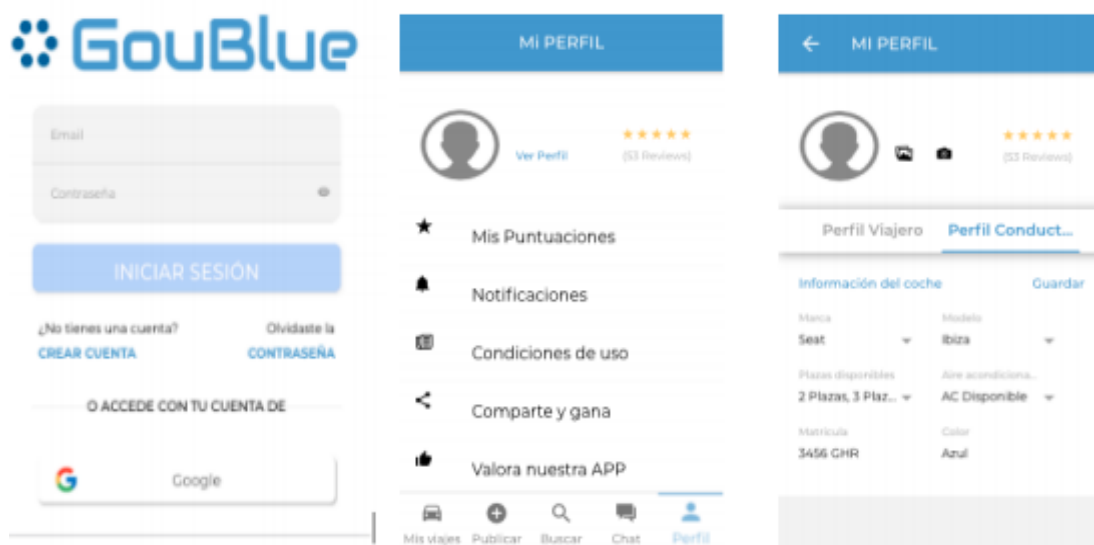 GouBlue
Email
Contraseña
INICIAR SESIÓN
¿No tienes una cuenta?
CREAR CUENTA
Olvidaste la
CONTRASEÑA
O ACCEDE CON TU CUENTA DE
Google
Mi PERFIL
Ver Perfil
(53 Reviews)
Mis Puntuaciones
Notificaciones
Condiciones de uso
Comparte y gana
Valora nuestra APP
Mis viajes Publicar Buscar Chat Perfil
MI PERFIL
(53 Reviews)
Perfil Viajero Perfil Conduct...
Información del coche Guardar
Marca Modelo
Seat Ibiza
Plazas disponibles Aire acondiciona...
2 Plazas, 3 Plaz... AC Disponible
Matrícula Color
3456 GHR Azul